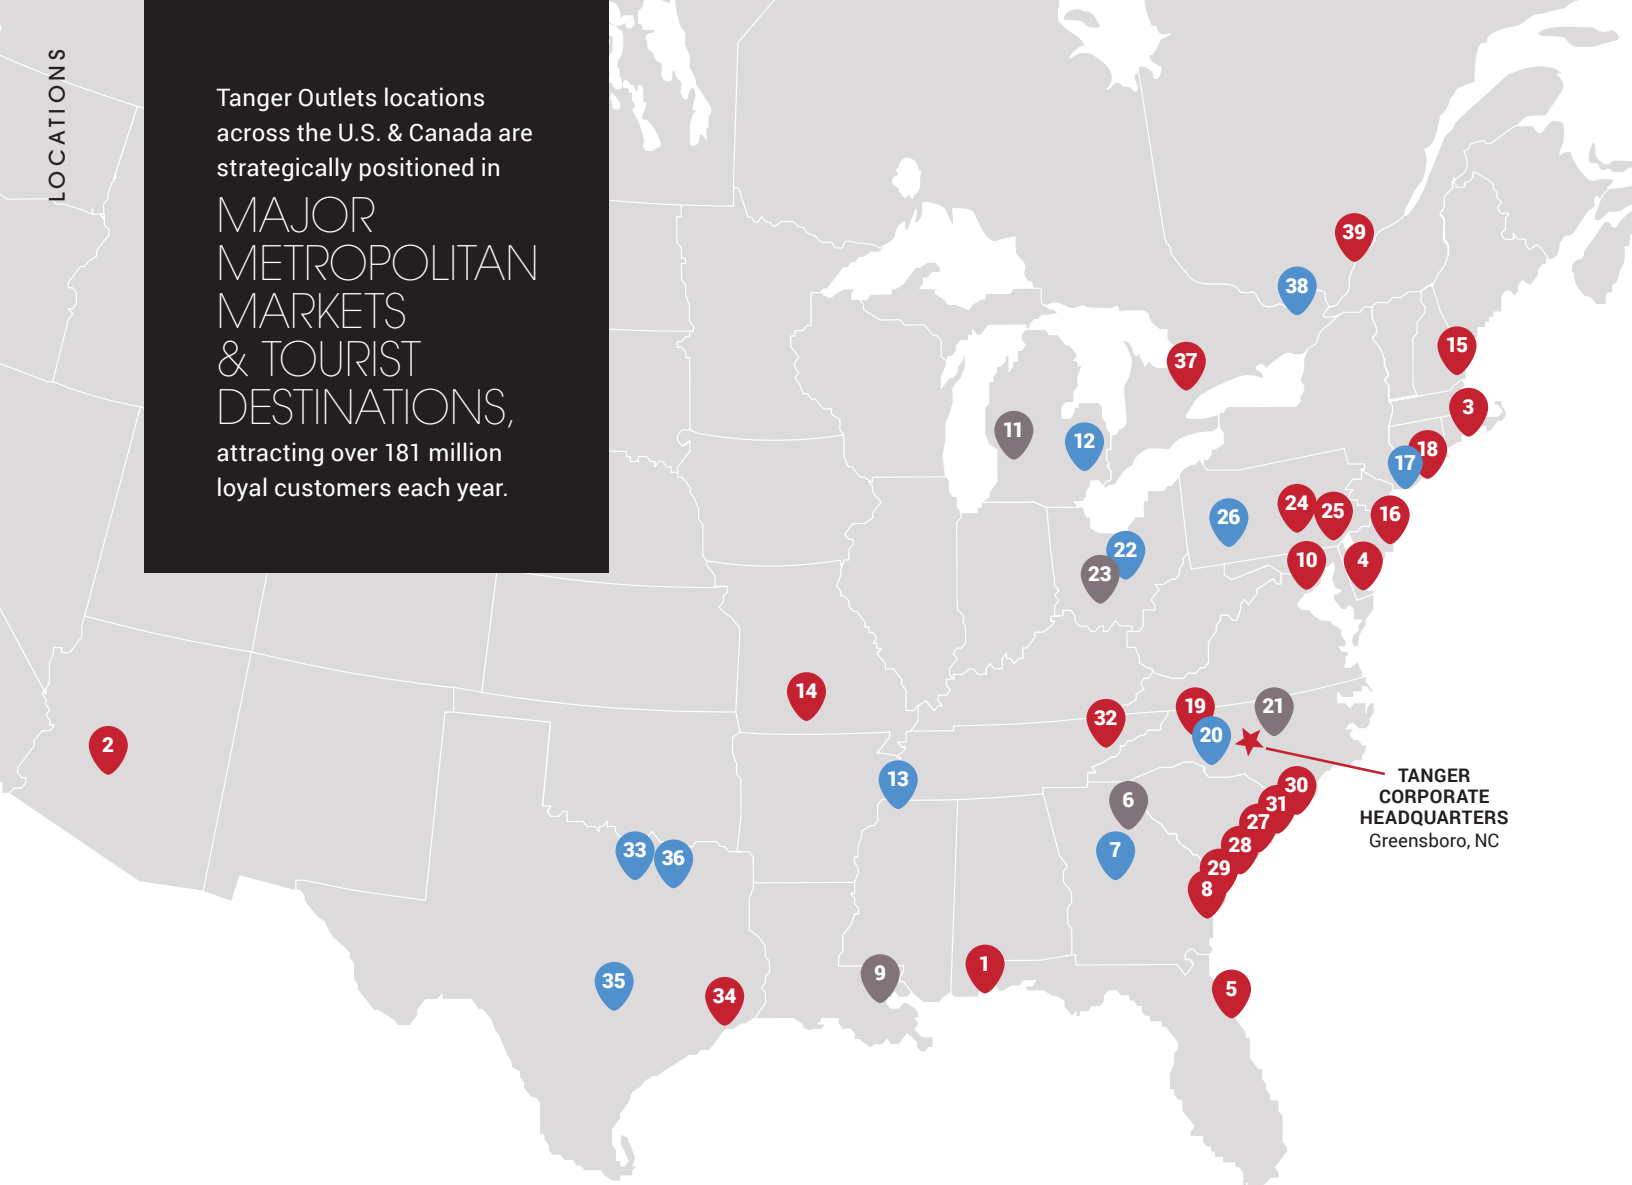 LOCATIONS
Tanger Outlets locations
across the U.S. & Canada are
strategically positioned in
MAJOR
METROPOLITAN
MARKETS
& TOURIST
DESTINATIONS,
attracting over 181 million
loyal customers each year.
39
38
15
37
3
11
12
18
17
24
25
16
26
22
10
4
23
14
19
21
32
20
2
TANGER
CORPORATE
HEADQUARTERS
Greensboro, NC
13
30
6
31
27
33
36
7
28
29
8
1
9
35
34
5